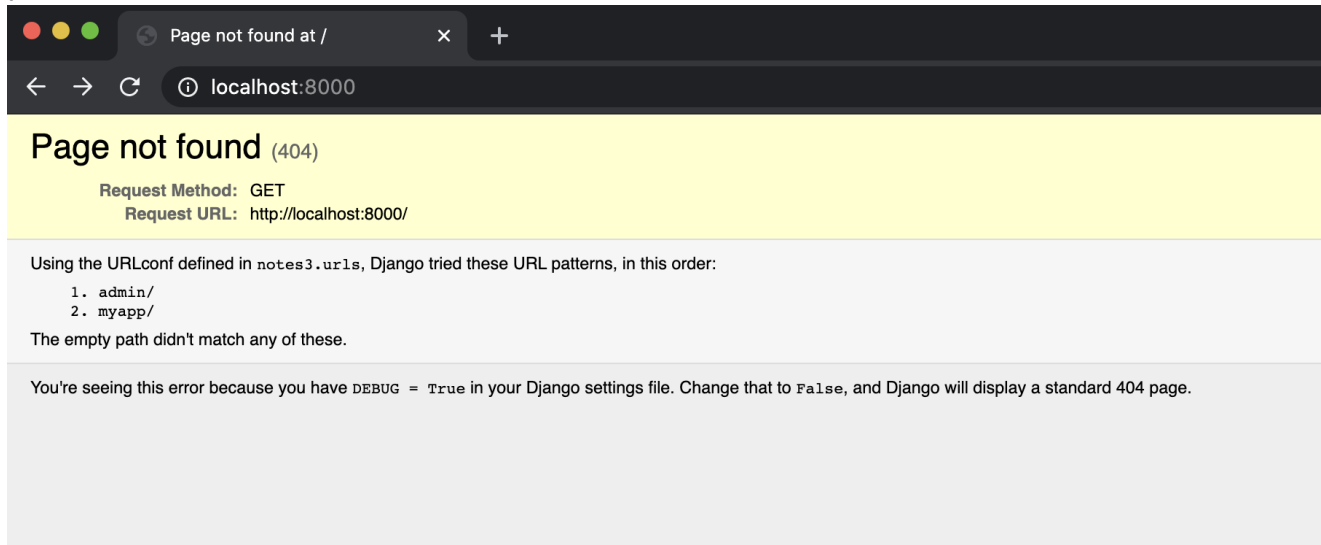 Page not found at /
localhost:8000
Page not found (404)
Request Method: GET
Request URL: http://localhost:8000/
Using the URLconf defined in notes3.urls, Django tried these URL patterns, in this order:
1. admin/
2. myapp/
The empty path didn't match any of these.
You're seeing this error because you have DEBUG = True in your Django settings file. Change that to False, and Django will display a standard 404 page.